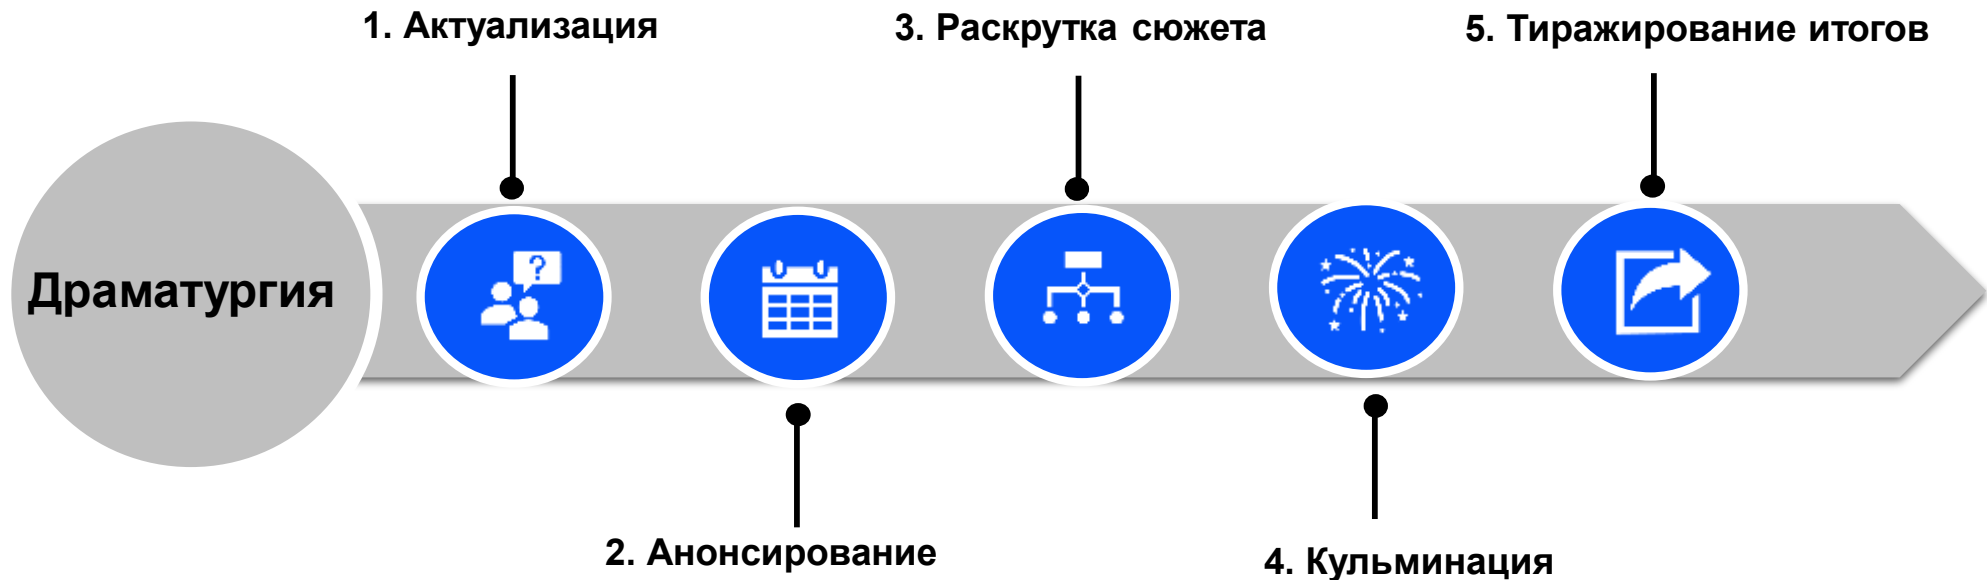 Драматургия
1. Актуализация
2. Анонсирование
3. Раскрутка сюжета
4. Кульминация
5. Тиражирование итогов
?